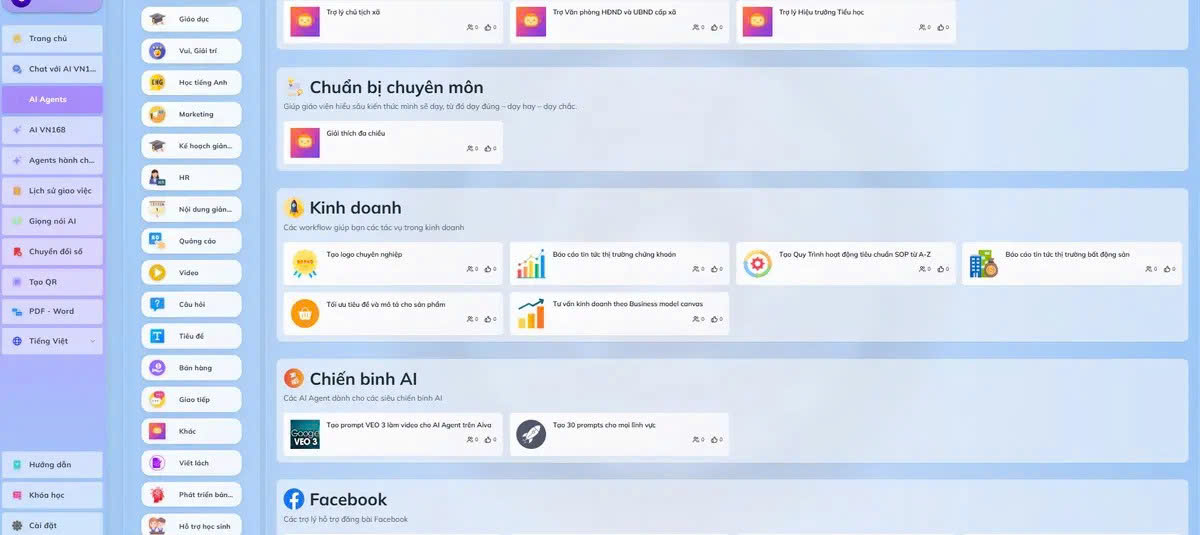 Trang chủ
Chat với AI VN1...
AI Agents
AI VN168
Agents hành ch...
Lịch sử giao việc
Giọng nói AI
Chuyển đổi số
Tạo QR
PDF - Word
Tiếng Việt
Hướng dẫn
Khóa học
Cài đặt
Giáo dục
Vui, Giải trí
ENG
Học tiếng Anh
Marketing
Kế hoạch giản...
HR
Nội dung giản...
Quảng cáo
Video
Câu hỏi
Tiêu đề
Bán hàng
Giao tiếp
Khác
Viết lách
Phát triển bản...
Hỗ trợ học sinh
Trợ lý chủ tịch xã
0 0
Trợ Văn phòng HĐND và UBND cấp xã
0 0
Trợ lý Hiệu trưởng Tiểu học
0 0
Chuẩn bị chuyên môn
Giúp giáo viên hiểu sâu kiến thức mình sẽ dạy, từ đó dạy đúng – dạy hay – dạy chắc.
Giải thích đa chiều
0 0
Kinh doanh
Các workflow giúp bạn các tác vụ trong kinh doanh
Tạo logo chuyên nghiệp
0 0
Báo cáo tin tức thị trường chứng khoán
0 0
Tạo Quy Trình hoạt động tiêu chuẩn SOP từ A-Z
0 0
Báo cáo tin tức thị trường bất động sản
0 0
Tối ưu tiêu đề và mô tả cho sản phẩm
0 0
Tư vấn kinh doanh theo Business model canvas
0 0
Chiến binh AI
Các AI Agent dành cho các siêu chiến binh AI
Google
VEO 3
Tạo prompt VEO 3 làm video cho AI Agent trên Aiva
0 0
Tạo 30 prompts cho mọi lĩnh vực
0 0
Facebook
Các trợ lý hỗ trợ đăng bài Facebook